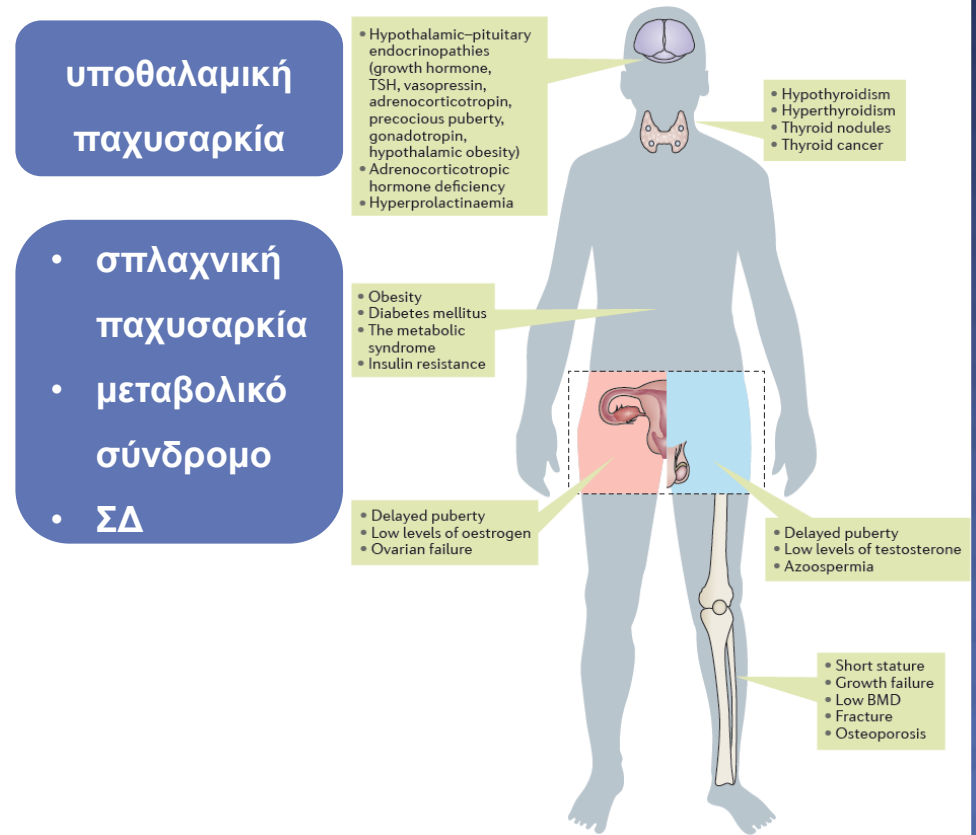 υποθαλαμική
παχυσαρκία
• σπλαχνική
παχυσαρκία
• μεταβολικό
σύνδρομο
• ΣΔ
• Hypothalamic–pituitary
endocrinopathies
(growth hormone,
TSH, vasopressin,
adrenocorticotropin,
precocious puberty,
gonadotropin,
hypothalamic obesity)
• Adrenocorticotropic
hormone deficiency
• Hyperprolactinaemia
• Hypothyroidism
• Hyperthyroidism
• Thyroid nodules
• Thyroid cancer
• Obesity
• Diabetes mellitus
• The metabolic
syndrome
• Insulin resistance
• Delayed puberty
• Low levels of oestrogen
• Ovarian failure
• Delayed puberty
• Low levels of testosterone
• Azoospermia
• Short stature
• Growth failure
• Low BMD
• Fracture
• Osteoporosis